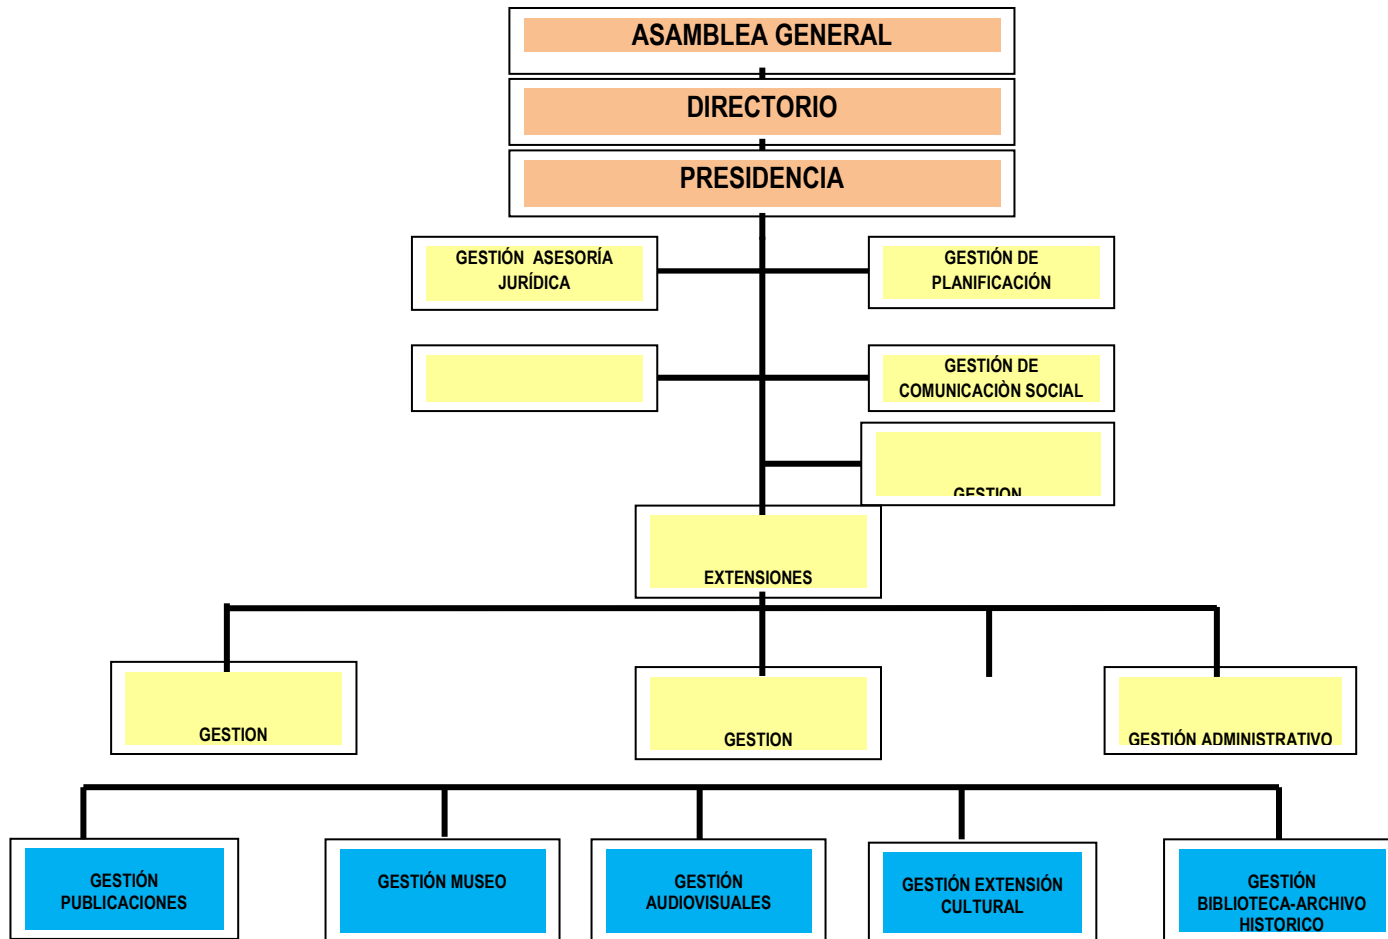 ASAMBLEA GENERAL
DIRECTORIO
PRESIDENCIA
GESTIÓN  ASESORÍA
JURÍDICA
GESTIÓN DE
PLANIFICACIÓN
GESTIÓN DE
COMUNICACIÒN SOCIAL
GESTION
EXTENSIONES
GESTION
GESTION
GESTIÓN ADMINISTRATIVO
GESTIÓN
PUBLICACIONES
GESTIÓN MUSEO
GESTIÓN
AUDIOVISUALES
GESTIÓN EXTENSIÓN
CULTURAL
GESTIÓN
BIBLIOTECA-ARCHIVO
HISTORICO